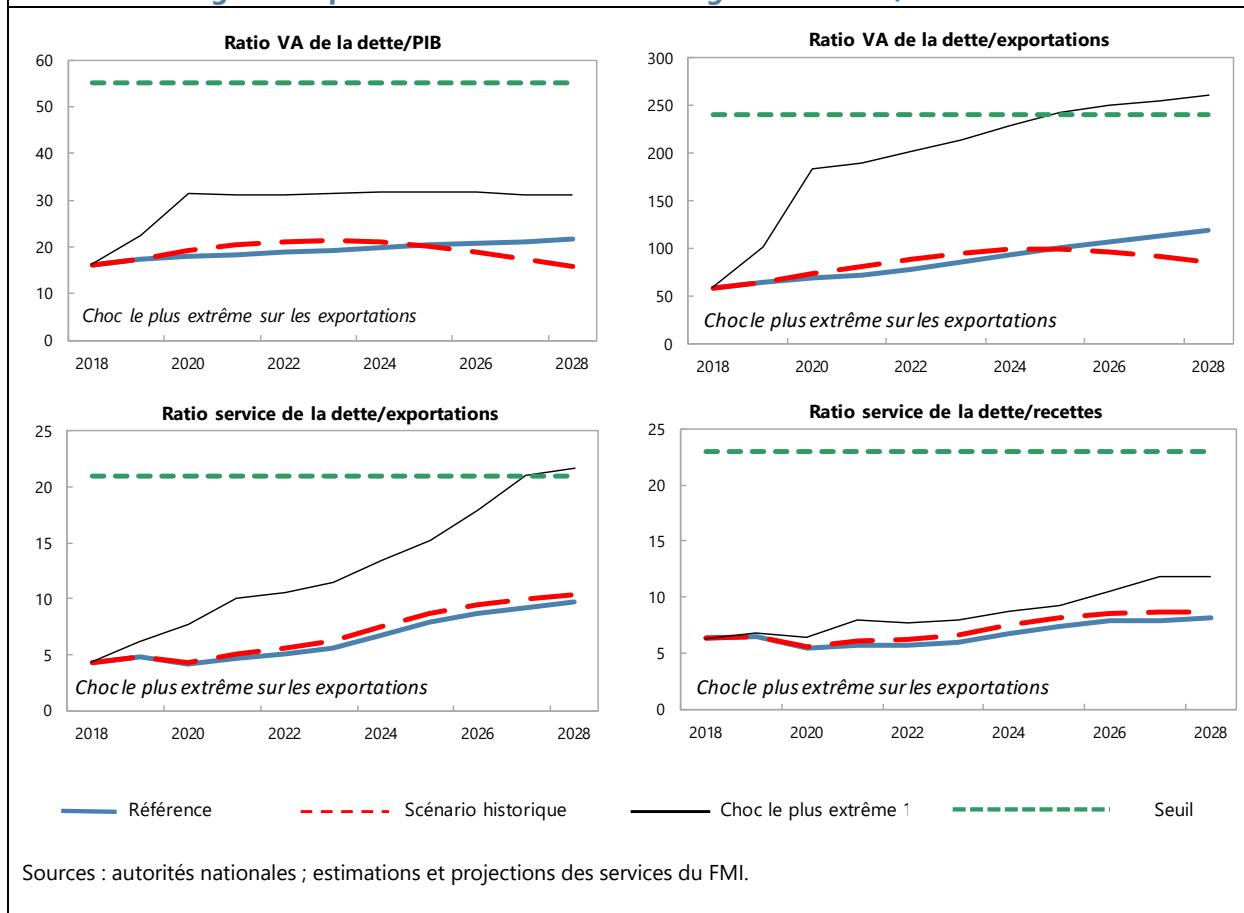 Ratio VA de la dette/PIB
60
50
40
30
20
10
0
Choc le plus extrême sur les exportations
2018 2020 2022 2024 2026 2028
Ratio VA de la dette/exportations
300
250
200
150
100
50
0
Choc le plus extrême sur les exportations
2018 2020 2022 2024 2026 2028
Ratio service de la dette/exportations
25
20
15
10
5
0
Choc le plus extrême sur les exportations
2018 2020 2022 2024 2026 2028
Ratio service de la dette/recettes
25
20
15
10
5
0
Choc le plus extrême sur les exportations
2018 2020 2022 2024 2026 2028
Référence Scénario historique Choc le plus extrême 1 Seuil
Sources : autorités nationales ; estimations et projections des services du FMI.